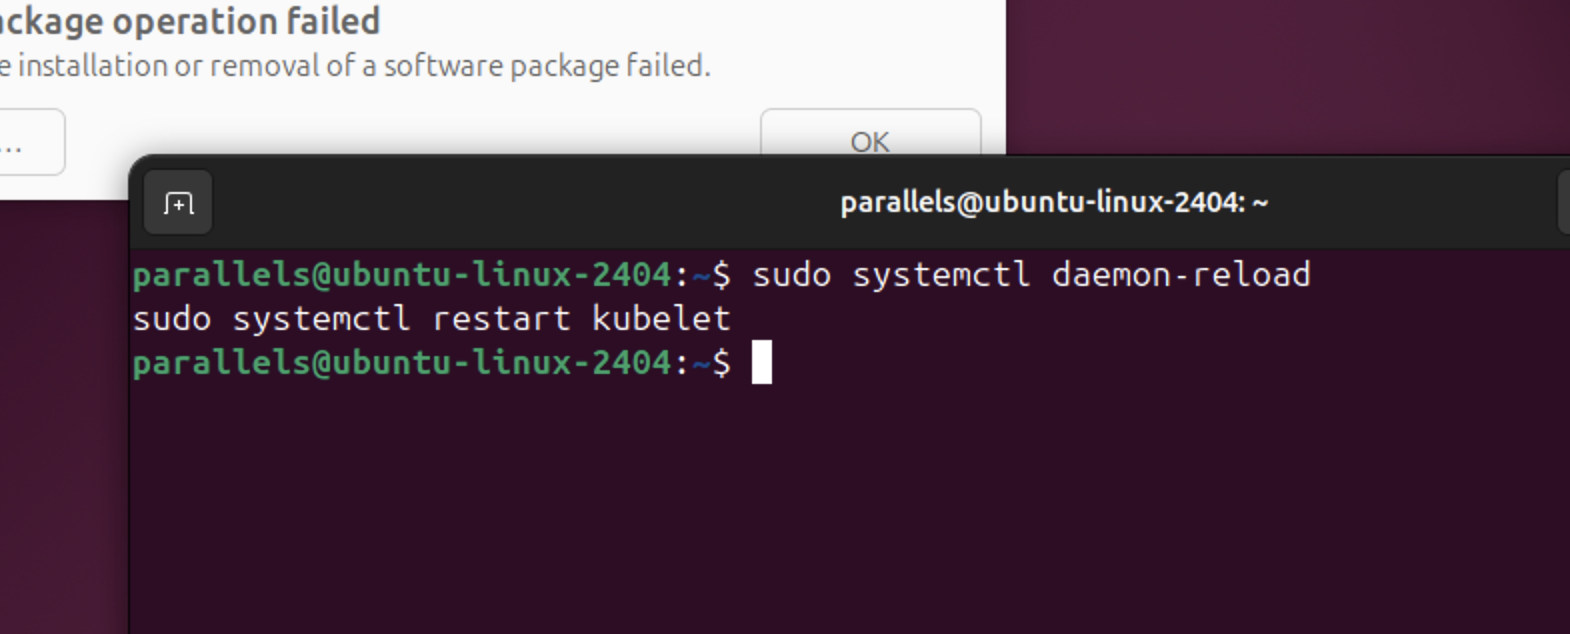 ackage operation failed
e installation or removal of a software package failed.
...
OK
parallels@ubuntu-linux-2404: ~
parallels@ubuntu-linux-2404:~$ sudo systemctl daemon-reload
sudo systemctl restart kubelet
parallels@ubuntu-linux-2404:~$